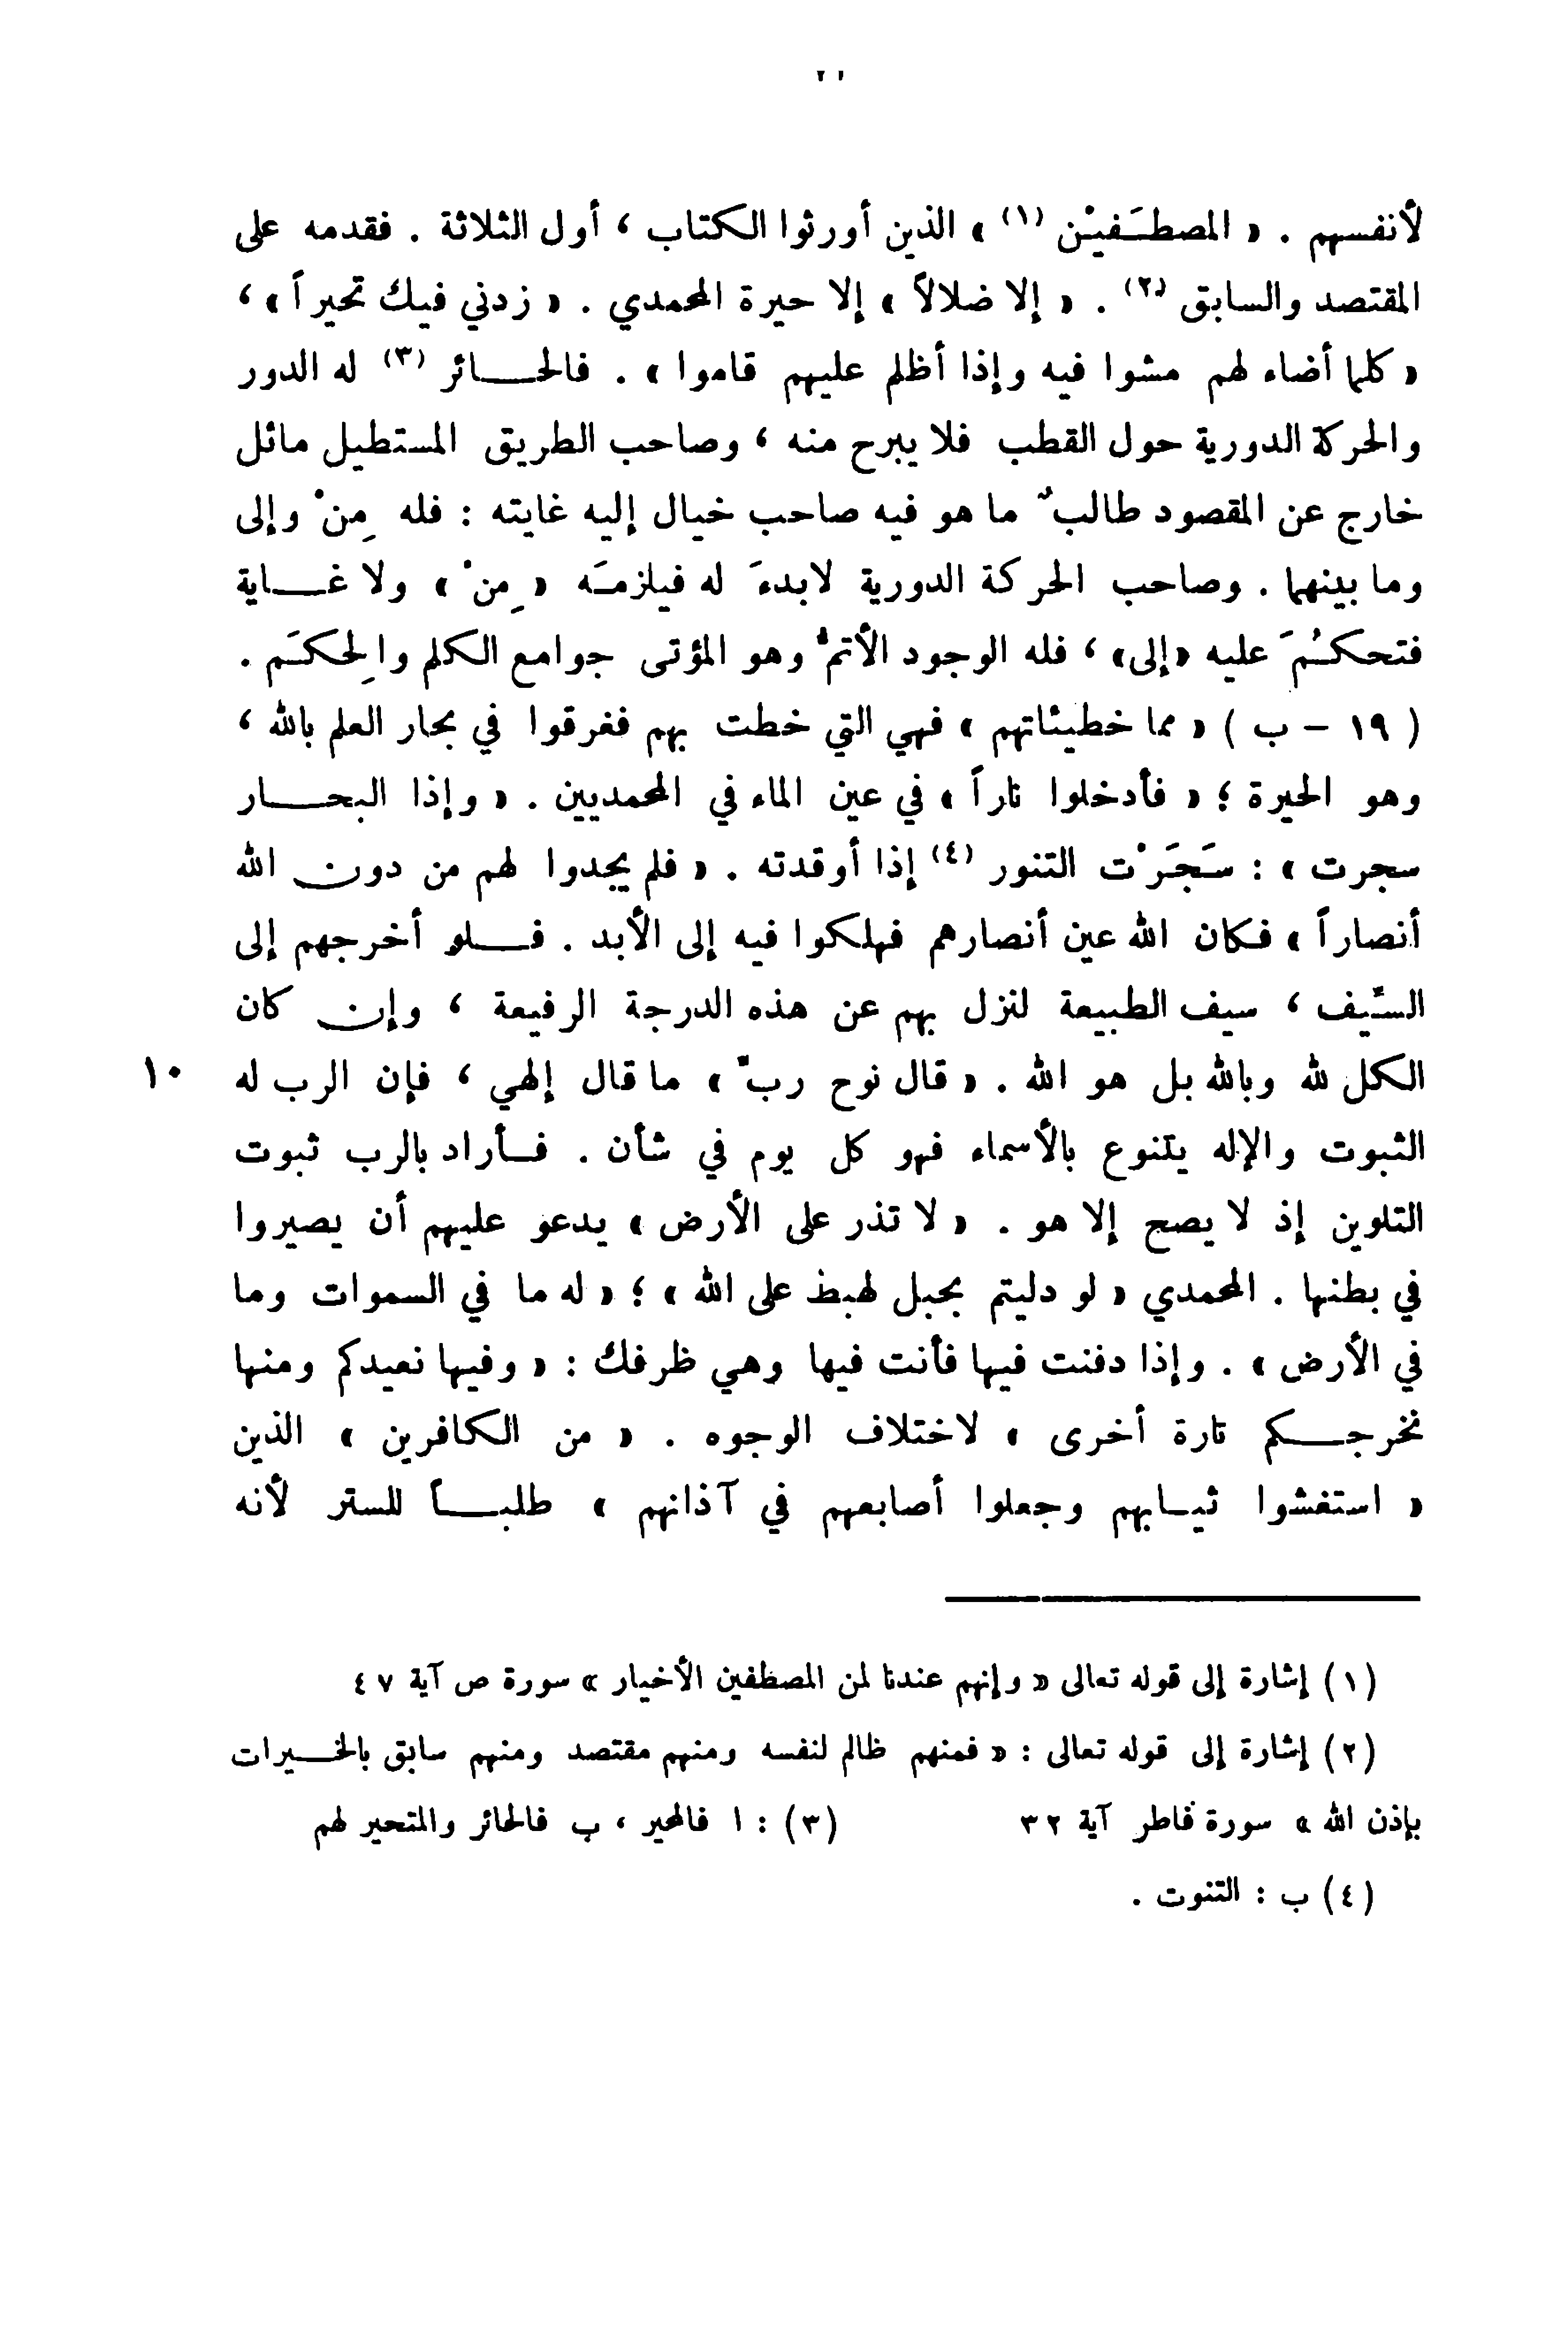 لأنفسهم . « المصطَفَيْن (١) » الذين أورثوا الكتاب ، أول الثلاثة . فقدمه على
المقتصد والسابق (٢) . « إلا ضلالاً » إلا حيرة المحمدي . « زدني فيك تحيراً » ،
« كلما أضاء لهم مشوا فيه وإذا أظلم عليهم قاموا » . فالحائر (٣) له الدور
والحركة الدورية حول القطب فلا يبرح منه ، وصاحب الطريق المستطيل مائل
خارج عن المقصود طالبٌ ما هو فيه صاحب خيال إليه غايته : فله مِنْ وإلى
وما بينهما . وصاحب الحركة الدورية لابدءَ له فيلزمَه « مِنْ » ولا غاية
فتحكُمَ عليه «إلى» ، فله الوجود الأتمُّ وهو المؤتى جوامع الكلم والحِكَم .
( ١٩ - ب ) « مما خطيئاتهم » فهي التي خطت بهم فغرقوا في بحار العلم بالله ،
وهو الحيرة ؛ « فأدخلوا ناراً » في عين الماء في المحمديين . « وإذا البحار
سجرت » : سَجَرْت التنور (٤) إذا أوقدته . « فلم يجدوا لهم من دون الله
أنصاراً » فكان الله عين أنصارهم فهلكوا فيه إلى الأبد . فلو أخرجهم إلى
السِّيف ، سيف الطبيعة لنزل بهم عن هذه الدرجة الرفيعة ، وإن كان
الكل لله وبالله بل هو الله . « قال نوح ربِّ » ما قال إلهي ، فإن الرب له ١٠
الثبوت والإله يتنوع بالأسماء فهو كل يوم في شأن . فأراد بالرب ثبوت
التلوين إذ لا يصح إلا هو . « لا تذر على الأرض » يدعو عليهم أن يصيروا
في بطنها . المحمدي « لو دليتم بحبل لهبط على الله » ؛ « له ما في السموات وما
في الأرض » . وإذا دفنت فيها فأنت فيها وهي ظرفك : « وفيها نعيدكم ومنها
نخرجكم تارة أخرى » لاختلاف الوجوه . « من الكافرين » الذين
« استغشوا ثيابهم وجعلوا أصابعهم في آذانهم » طلباً للستر لأنه
(١) إشارة إلى قوله تعالى « وإنهم عندنا لمن المصطفين الأخيار » سورة ص آية ٤٧
(٢) إشارة إلى قوله تعالى : « فمنهم ظالم لنفسه ومنهم مقتصد ومنهم سابق بالخيرات
بإذن الله » سورة فاطر آية ٣٢ (٣) : ا فالمحير ، ب فالحائر والمتحير لهم
(٤) ب : التنوت .